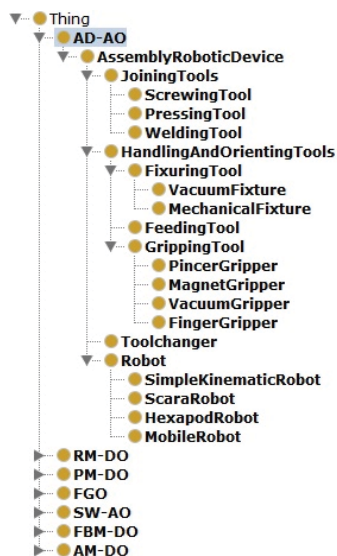 Thing
AD-AO
AssemblyRoboticDevice
JoiningTools
ScrewingTool
PressingTool
WeldingTool
HandlingAndOrientingTools
FixuringTool
VacuumFixture
MechanicalFixture
FeedingTool
GrippingTool
PincerGripper
MagnetGripper
VacuumGripper
FingerGripper
Toolchanger
Robot
SimpleKinematicRobot
ScaraRobot
HexapodRobot
MobileRobot
RM-DO
PM-DO
FGO
SW-AO
FBM-DO
AM-DO